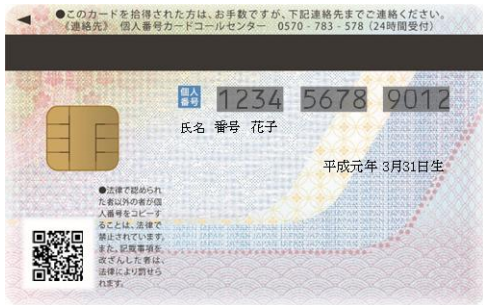 ●このカードを拾得された方は、お手数ですが、下記連絡先までご連絡ください。
《連絡先》 個人番号カードコールセンター 0570-783-578（24時間受付）
個人番号 1234 5678 9012
氏名 番号 花子
平成元年 3月31日生
●法律で認められ
た者以外の者が個
人番号をコピーす
ることは、法律で
禁止されています。
また、記載事項を
改ざんした者は、
法律により罰せら
れます。